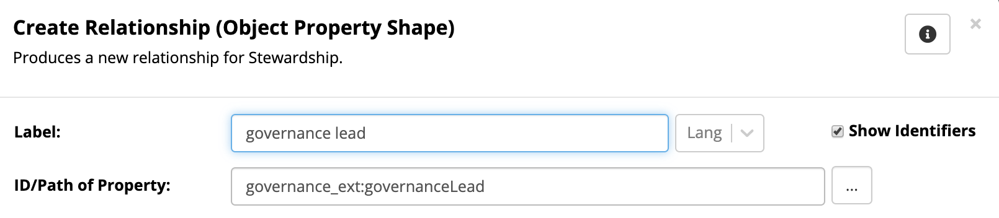 Create Relationship (Object Property Shape)
Produces a new relationship for Stewardship.
Label: governance lead Lang Show Identifiers
ID/Path of Property: governance_ext:governanceLead ...